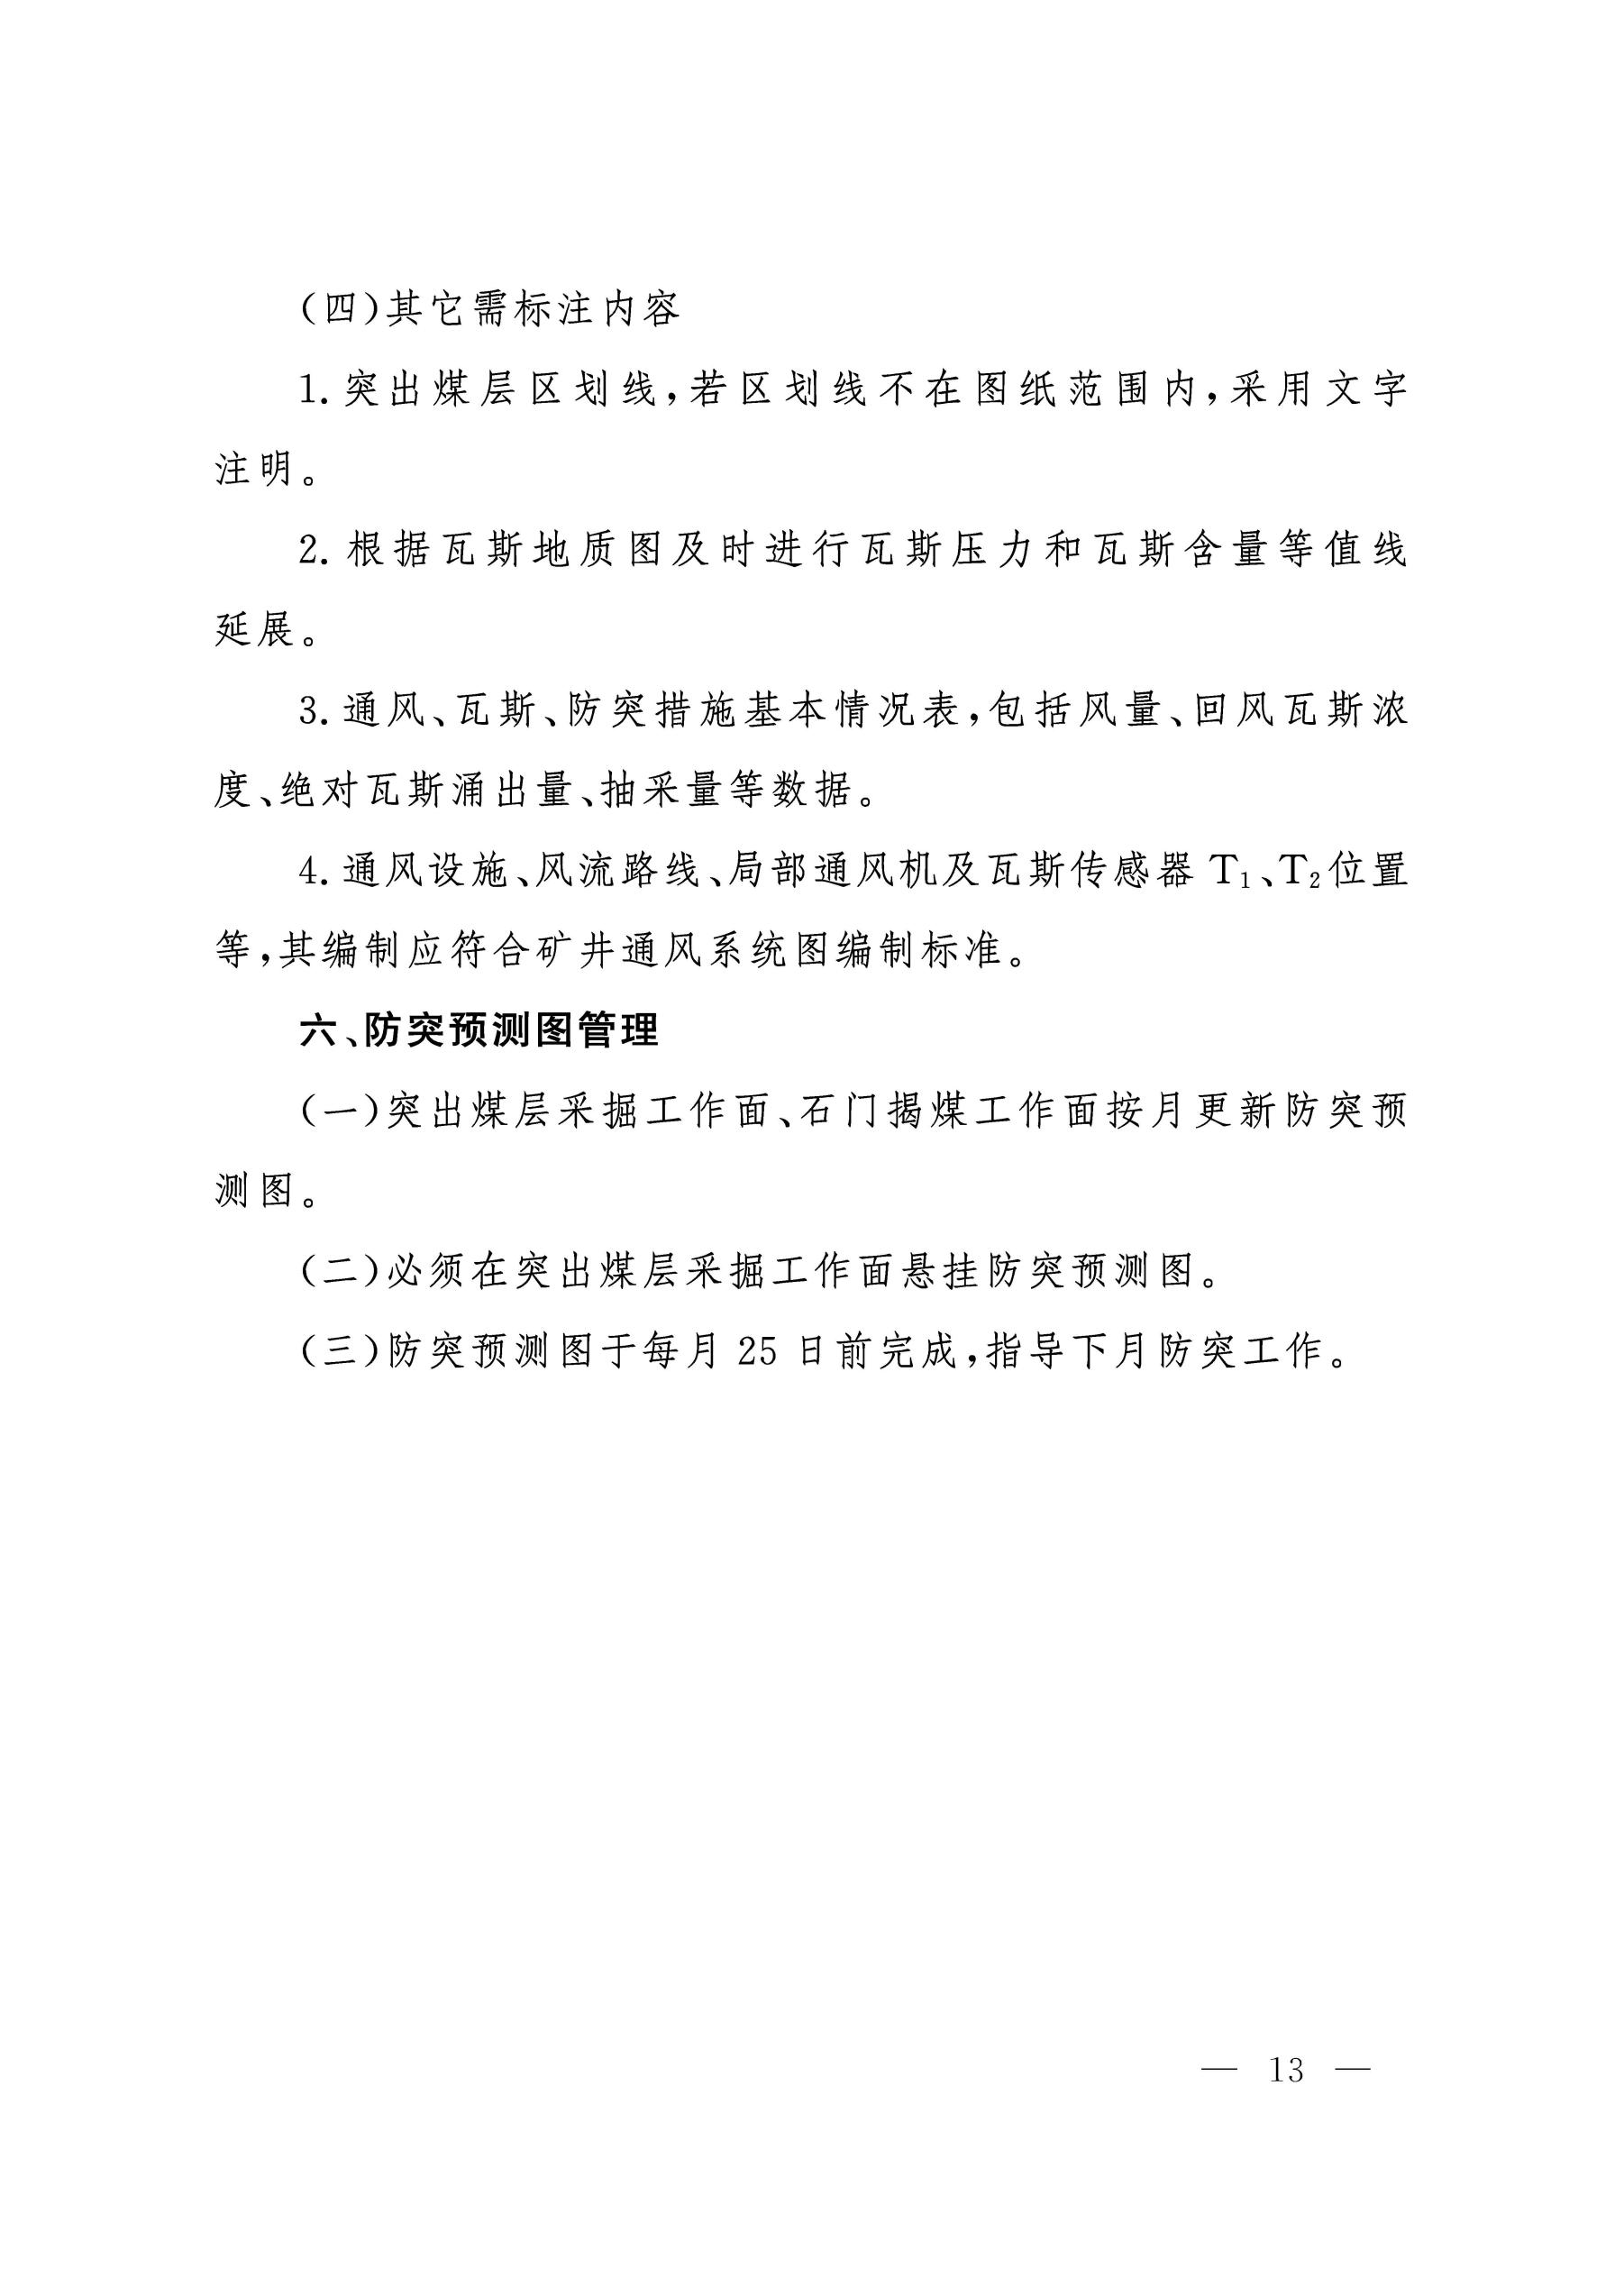 (四)其它需标注内容
1. 突出煤层区划线,若区划线不在图纸范围内,采用文字
注明。
2. 根据瓦斯地质图及时进行瓦斯压力和瓦斯含量等值线
延展。
3. 通风、瓦斯、防突措施基本情况表,包括风量、回风瓦斯浓
度、绝对瓦斯涌出量、抽采量等数据。
4. 通风设施、风流路线、局部通风机及瓦斯传感器 T₁、T₂位置
等,其编制应符合矿井通风系统图编制标准。
六、防突预测图管理
(一)突出煤层采掘工作面、石门揭煤工作面按月更新防突预
测图。
(二)必须在突出煤层采掘工作面悬挂防突预测图。
(三)防突预测图于每月 25 日前完成,指导下月防突工作。
— 13 —